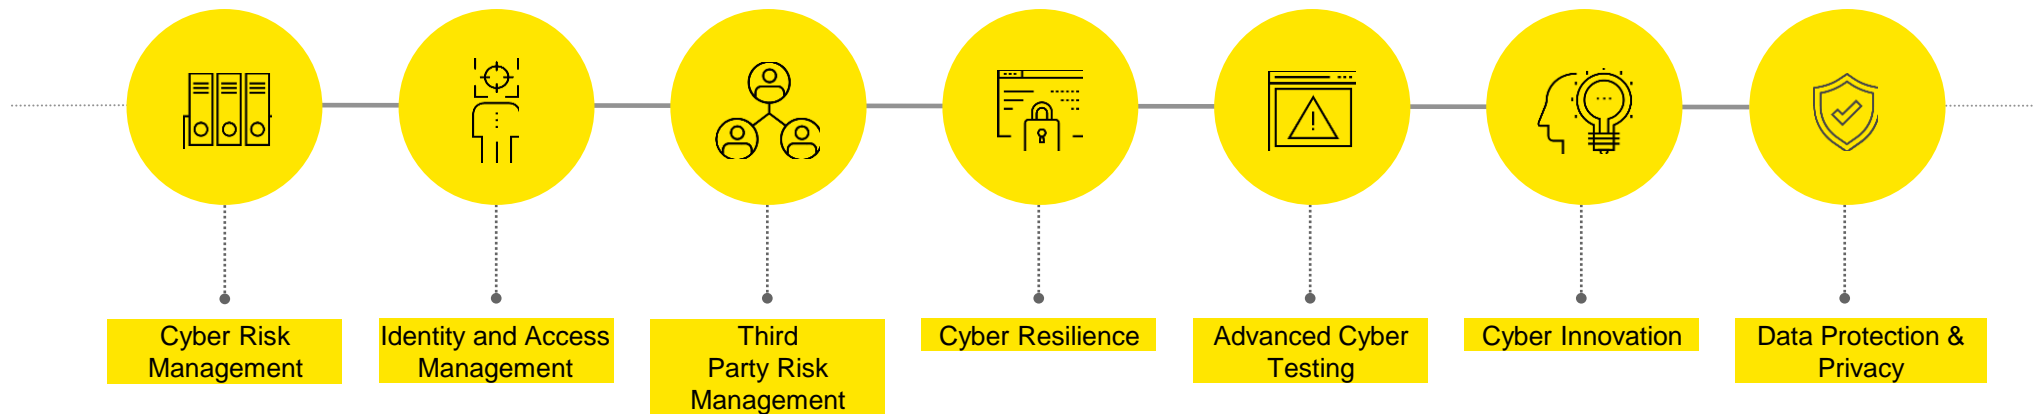 Cyber Risk
Management
Identity and Access
Management
Third
Party Risk
Management
Cyber Resilience
Advanced Cyber
Testing
Cyber Innovation
Data Protection &
Privacy